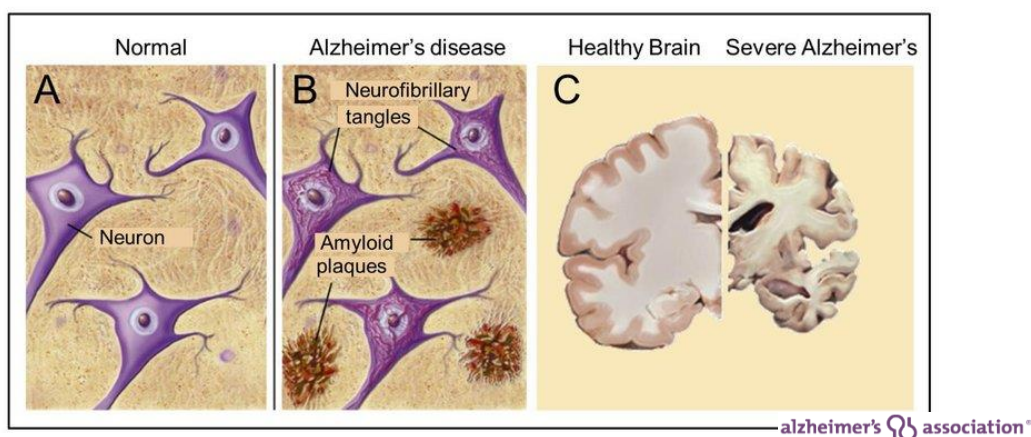 Normal
Alzheimer's disease
Healthy Brain
Severe Alzheimer's
A
Neuron
B
Neurofibrillary
tangles
Amyloid
plaques
C
alzheimer's association®